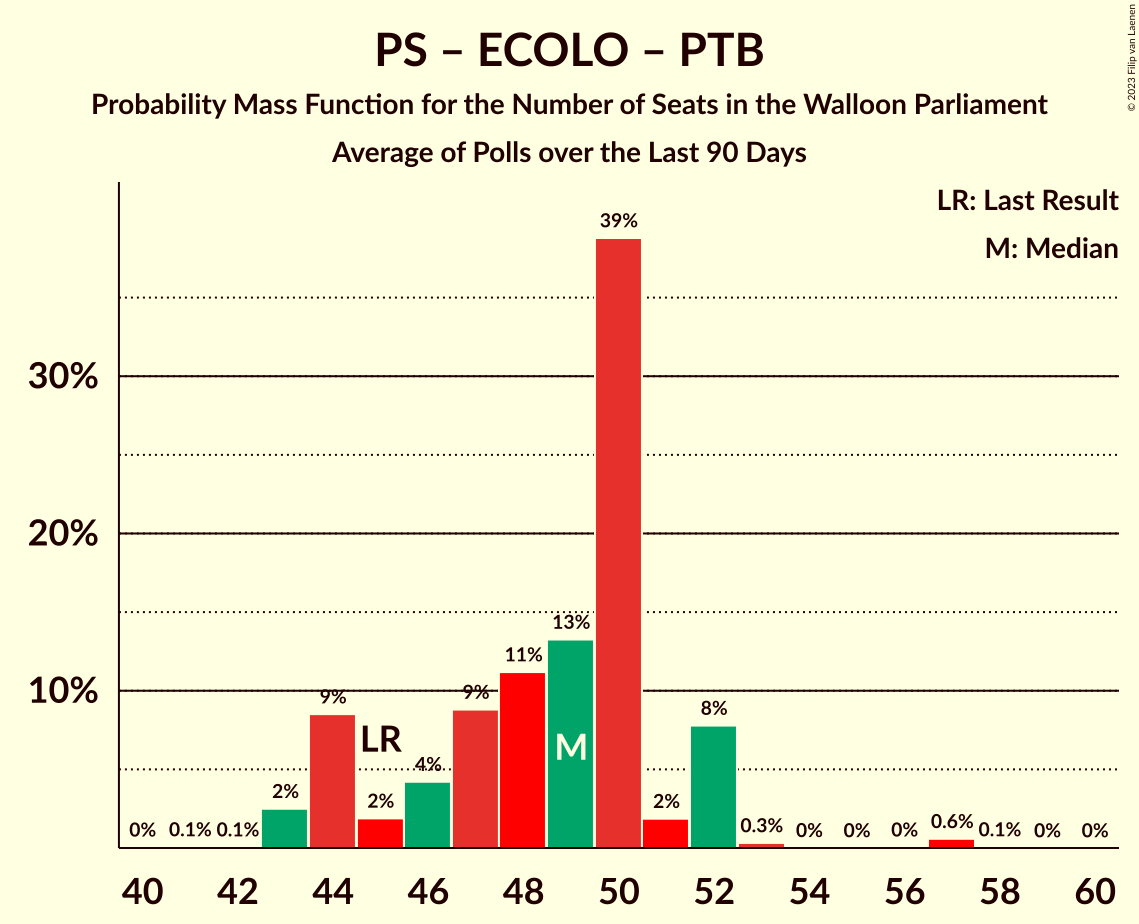 PS – ECOLO – PTB
Probability Mass Function for the Number of Seats in the Walloon Parliament
Average of Polls over the Last 90 Days
© 2023 Filip van Laenen
LR: Last Result
M: Median
30%
20%
10%
0%
0.1%
0.1%
2%
9%
LR
2%
4%
9%
11%
13%
M
39%
2%
8%
0.3%
0%
0%
0%
0.6%
0.1%
0%
0%
40 42 44 46 48 50 52 54 56 58 60